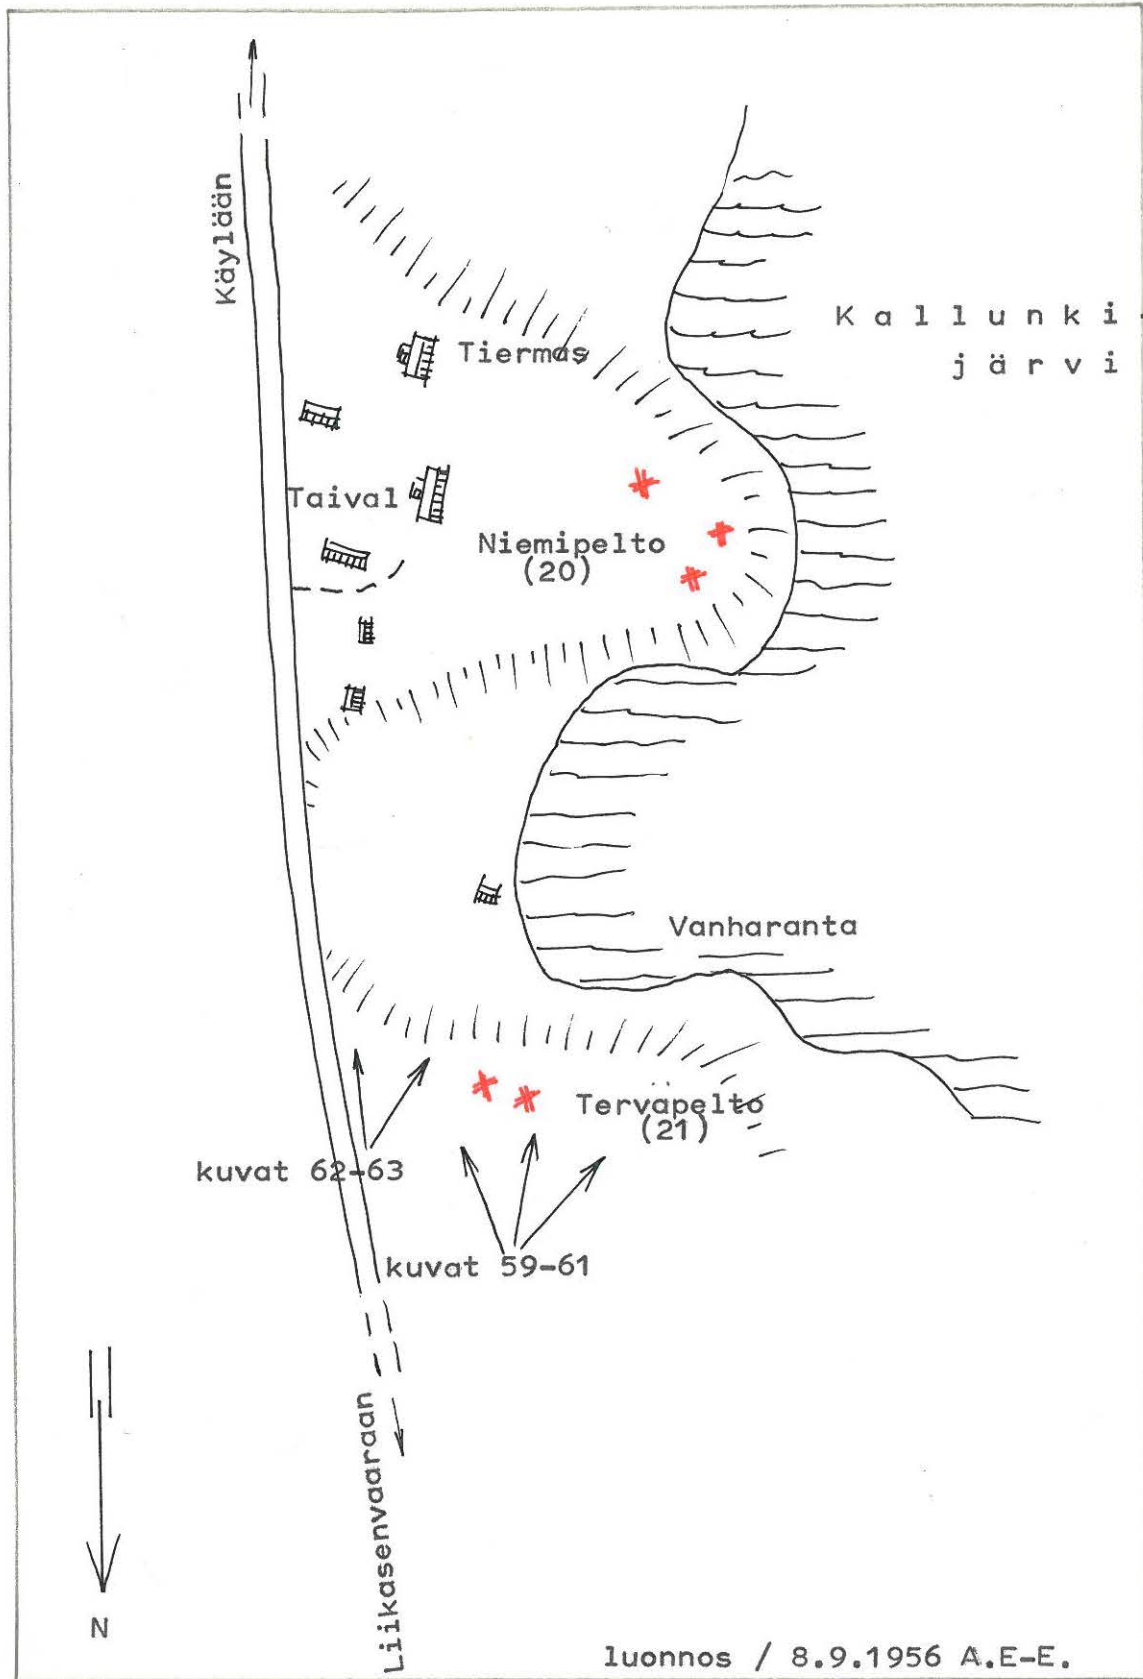 Käylään
Kallunki-
järvi
Tiermas
Taival
Niemipelto
(20)
Vanharanta
Terväpelto
(21)
kuvat 62-63
kuvat 59-61
Liikasenvaaraan
N
luonnos / 8.9.1956 A.E-E.